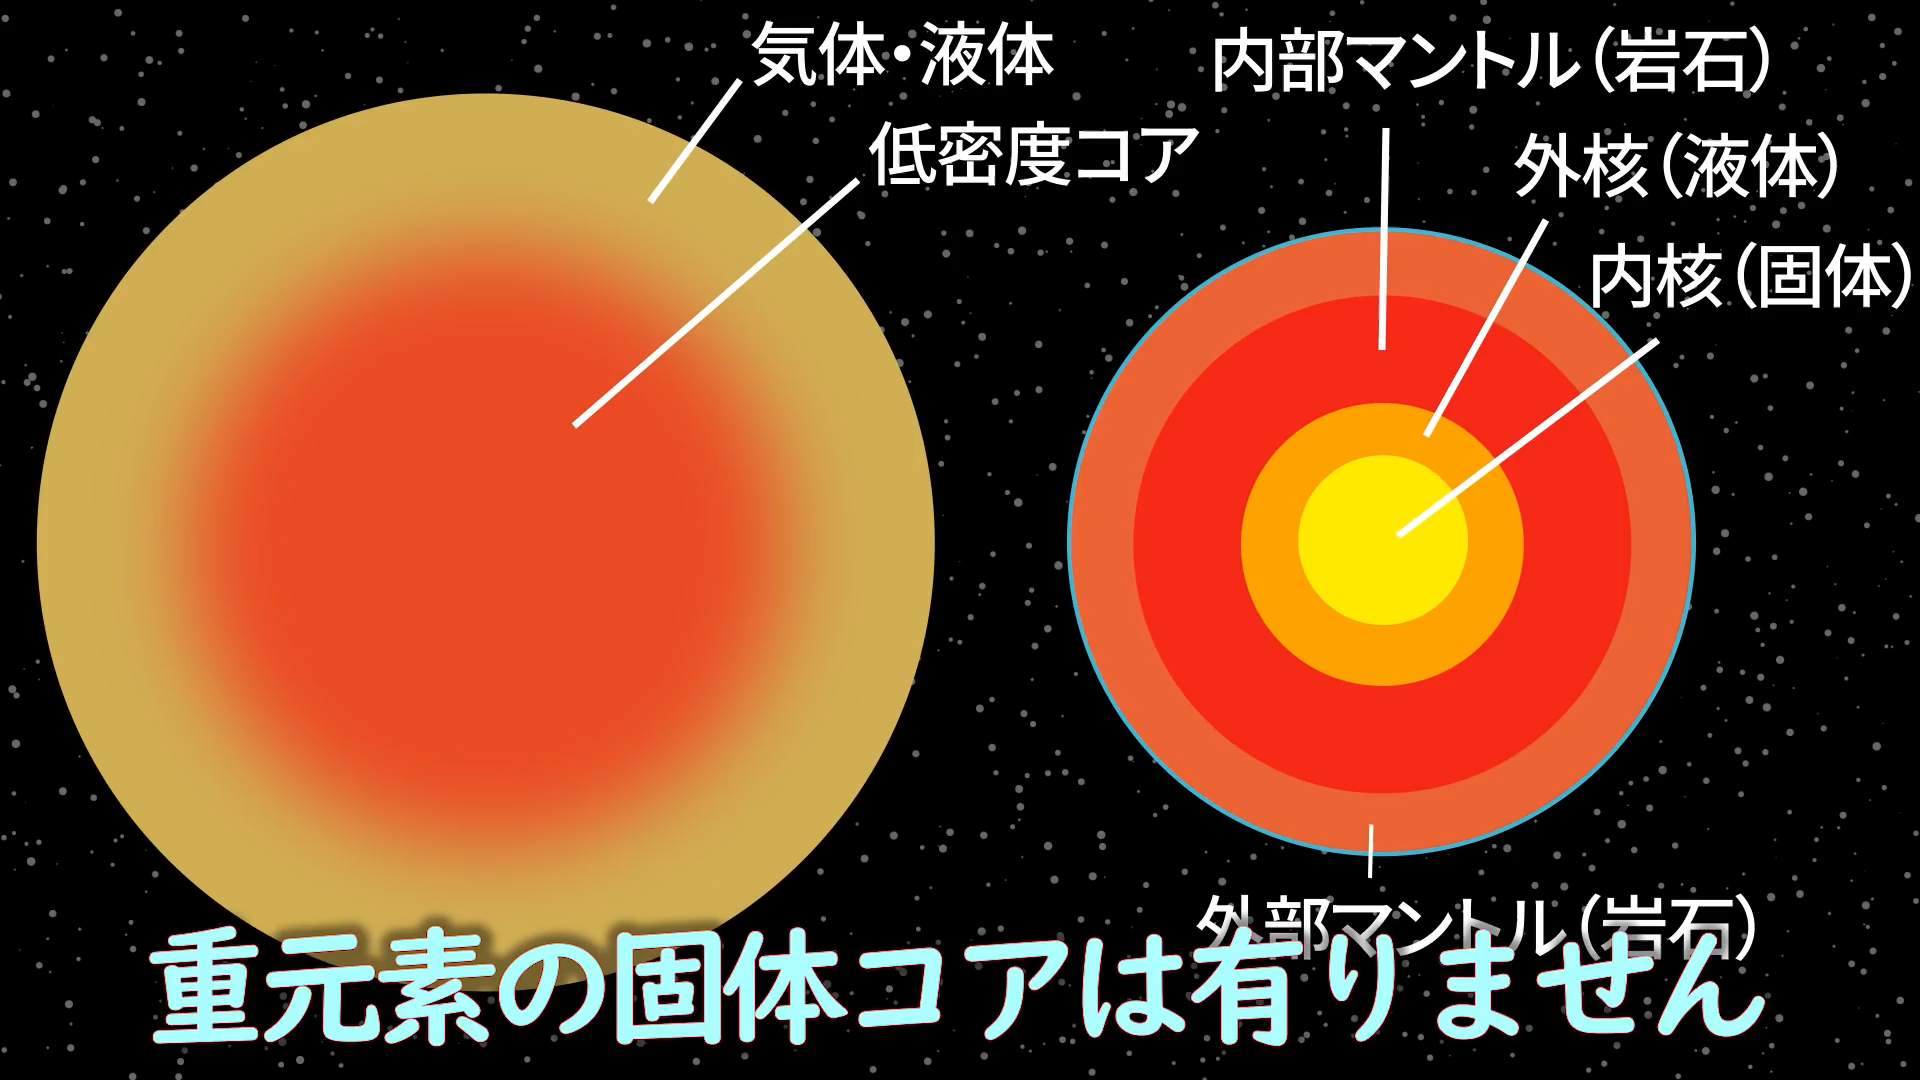 気体・液体
低密度コア
内部マントル（岩石）
外核（液体）
内核（固体）
外部マントル（岩石）
重元素の固体コアは有りません